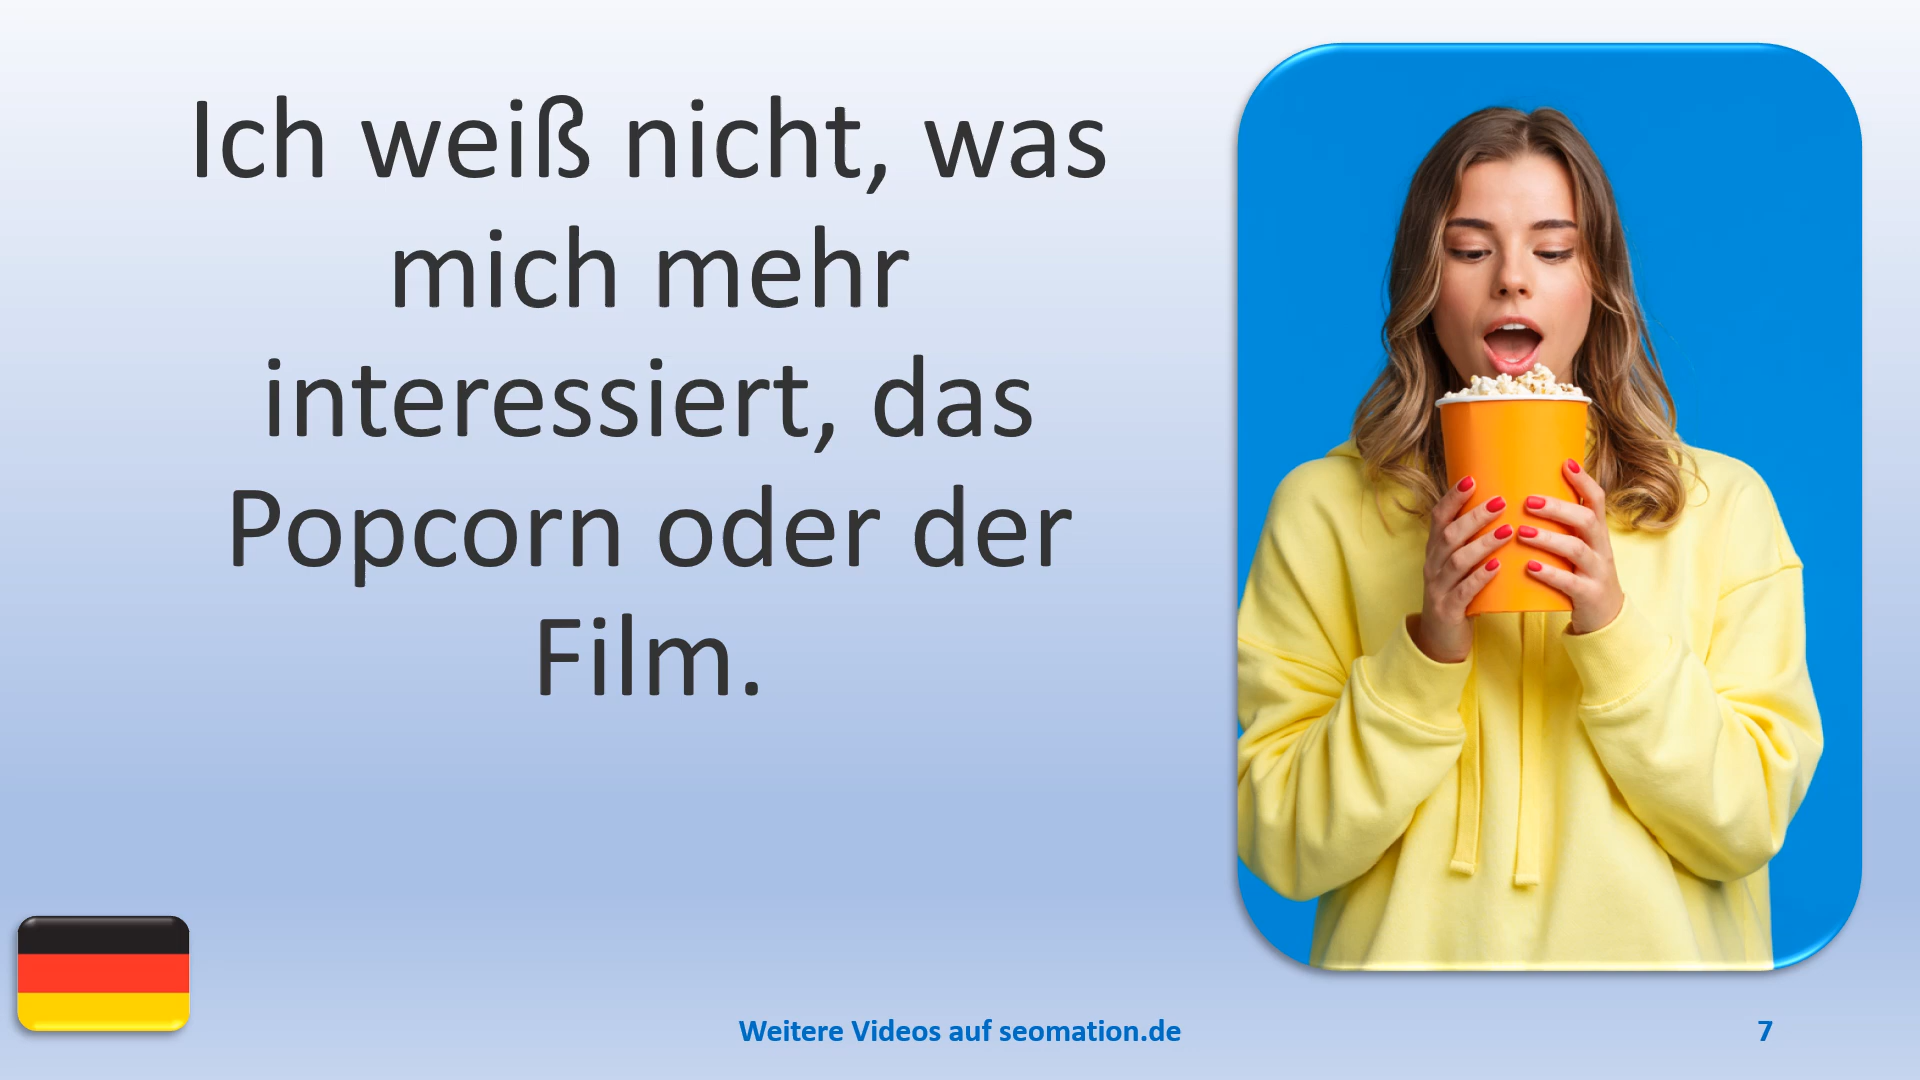 Ich weiß nicht, was
mich mehr
interessiert, das
Popcorn oder der
Film.
Weitere Videos auf seomation.de
7